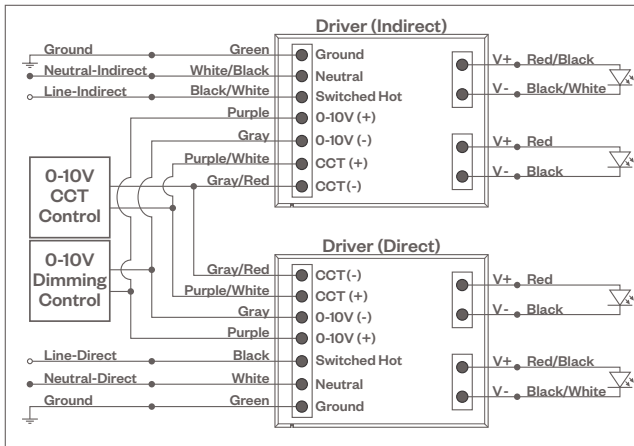 Driver (Indirect)
Ground Green Ground
Neutral-Indirect White/Black Neutral
Line-Indirect Black/White Switched Hot
Purple 0-10V (+)
Gray 0-10V (-)
Purple/White CCT (+)
Gray/Red CCT (-)
V+ Red/Black
V- Black/White
V+ Red
V- Black
0-10V
CCT
Control
0-10V
Dimming
Control
Driver (Direct)
Gray/Red CCT (-)
Purple/White CCT (+)
Gray 0-10V (-)
Purple 0-10V (+)
Line-Direct Black Switched Hot
Neutral-Direct White Neutral
Ground Green Ground
V+ Red
V- Black
V+ Red/Black
V- Black/White